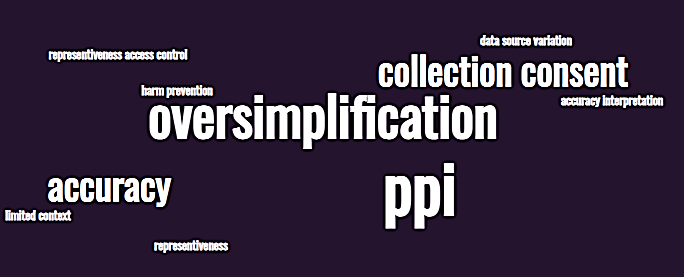 data source variation
representiveness access control
collection consent
harm prevention
accuracy interpretation
oversimplification
accuracy
ppi
limited context
representiveness